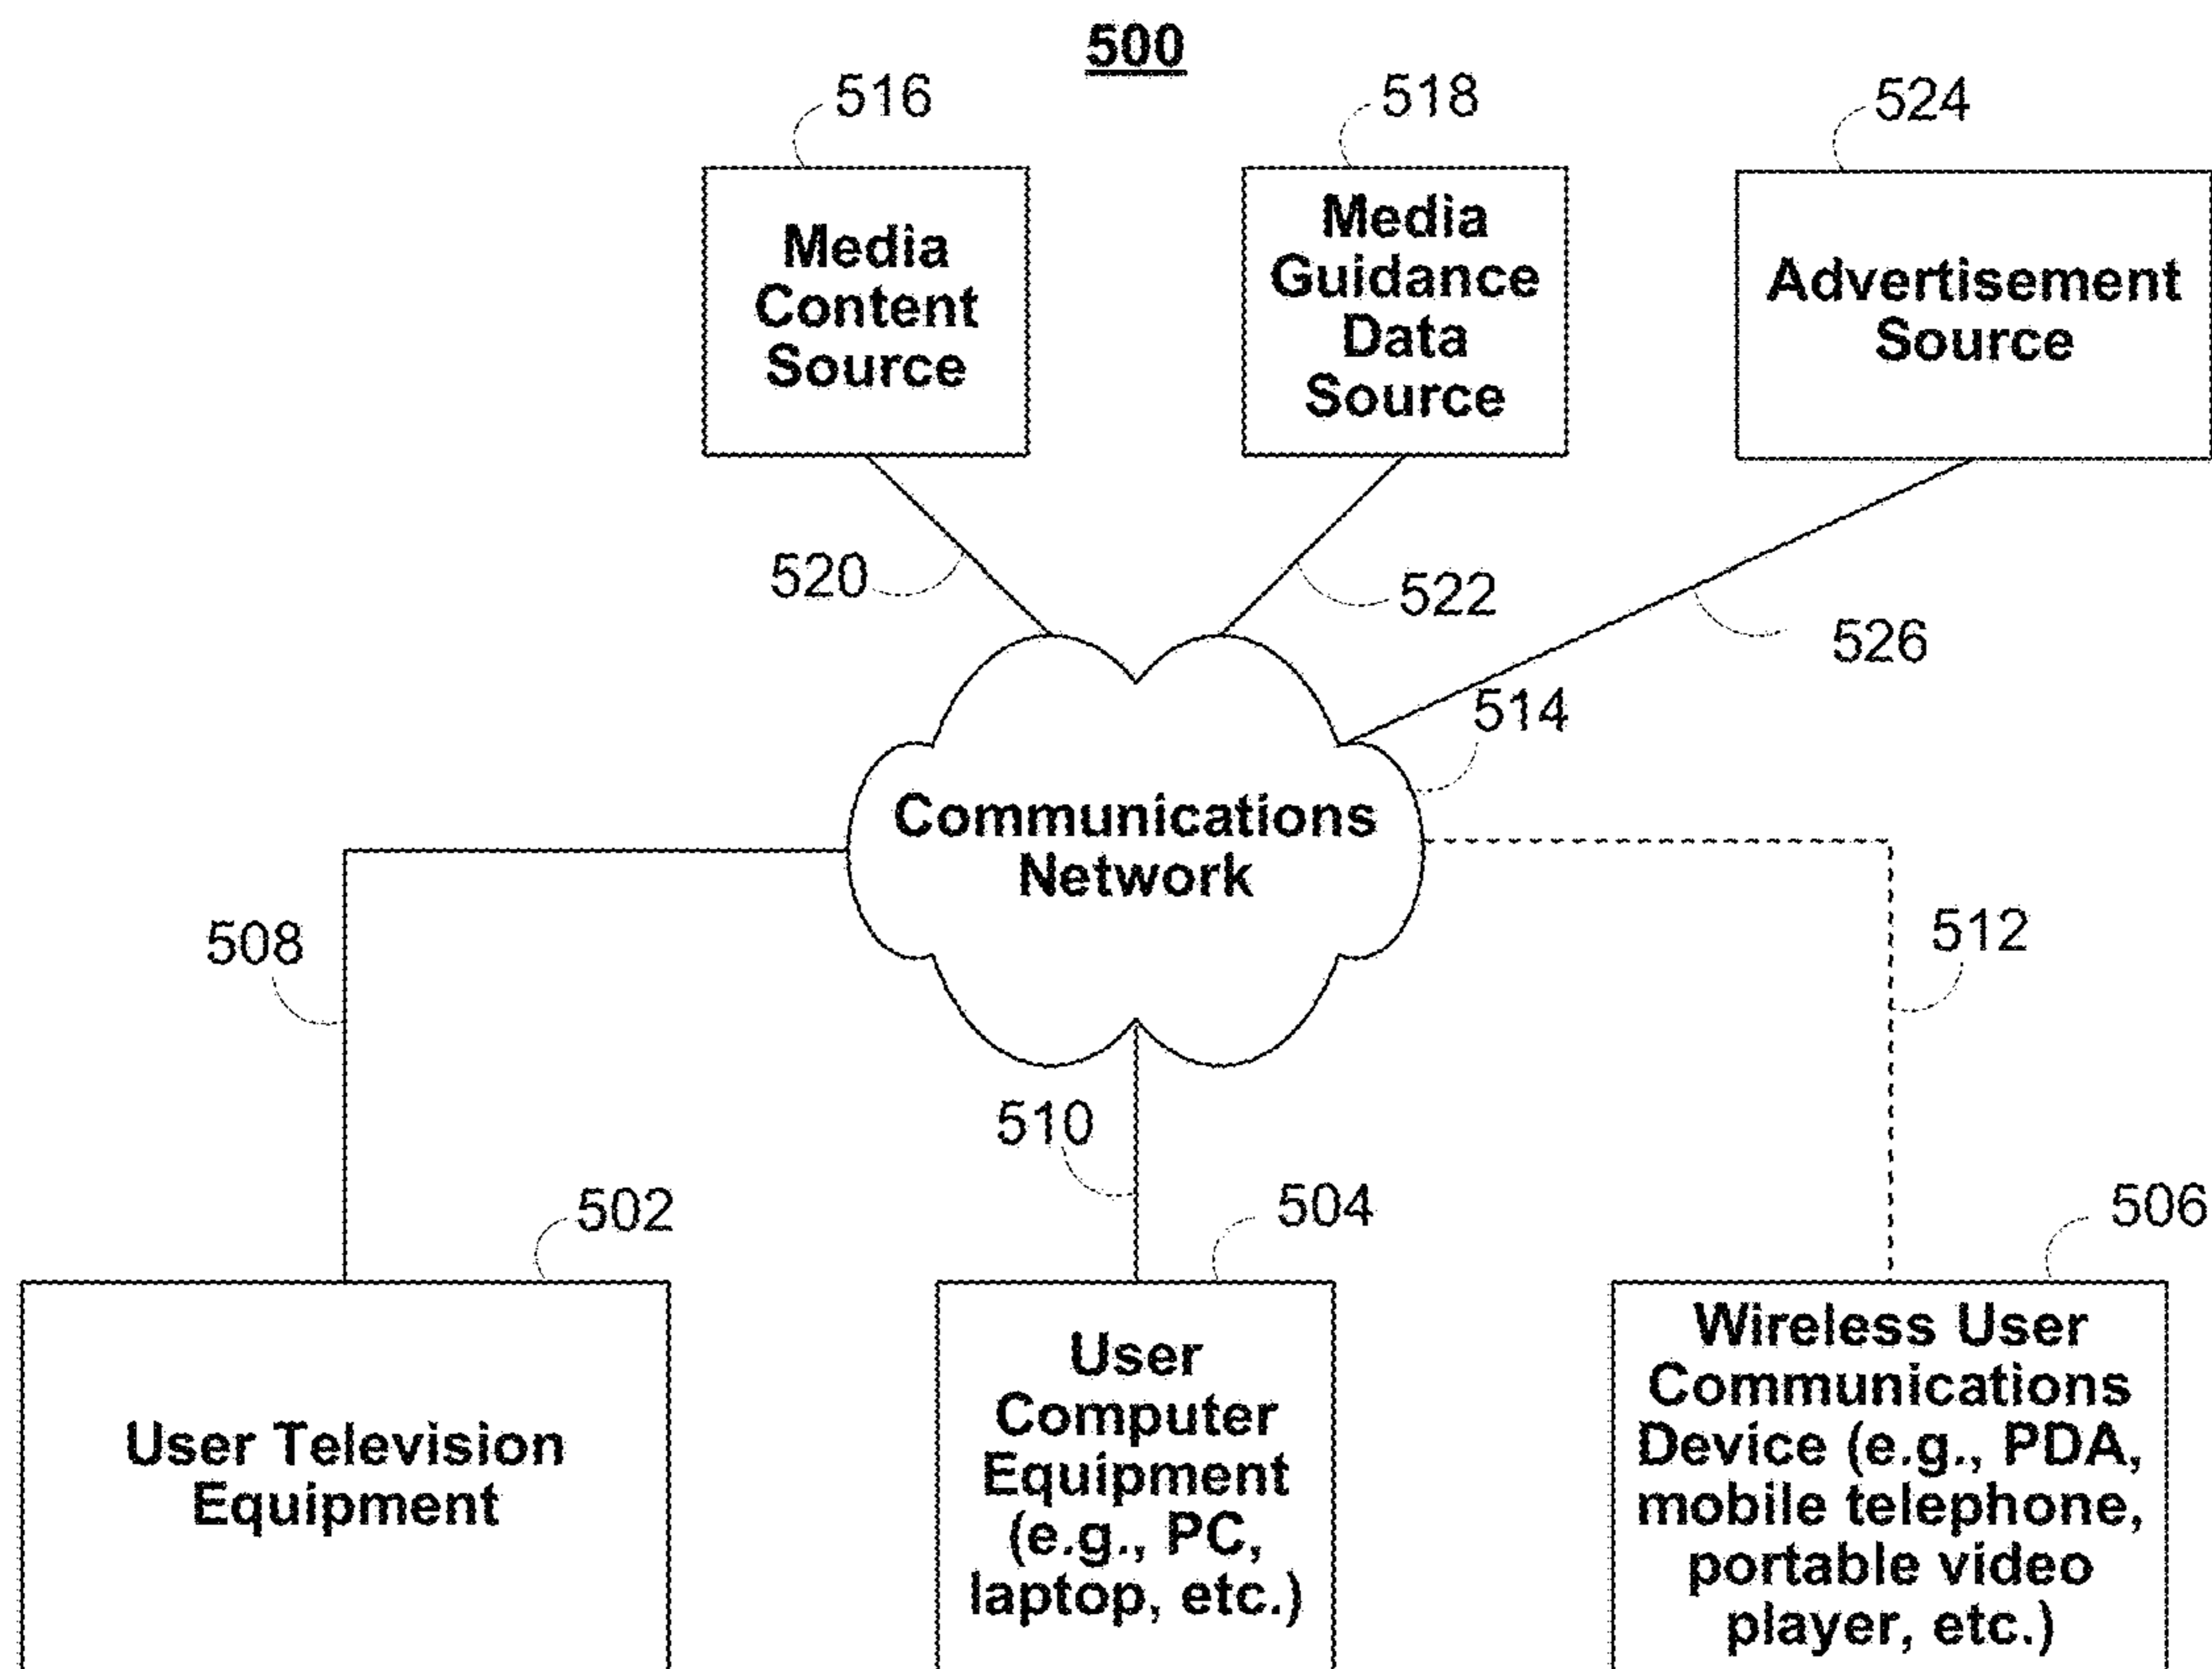 500
516
518
524
Media
Content
Source
Media
Guidance
Data
Source
Advertisement
Source
520
522
526
514
Communications
Network
508
512
510
502
504
506
User Television
Equipment
User
Computer
Equipment
(e.g., PC,
laptop, etc.)
Wireless User
Communications
Device (e.g., PDA,
mobile telephone,
portable video
player, etc.)